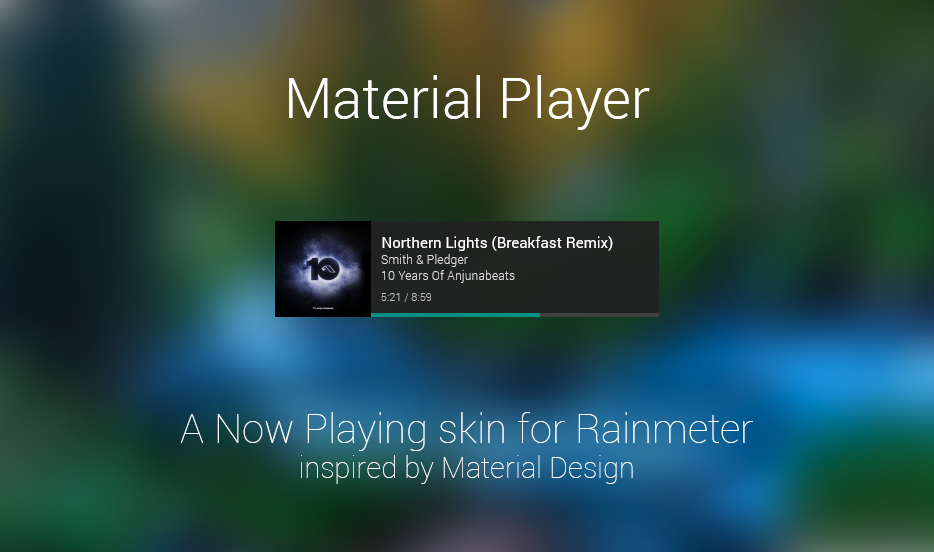 Material Player
10
Northern Lights (Breakfast Remix)
Smith & Pledger
10 Years Of Anjunabeats
5:21 / 8:59
A Now Playing skin for Rainmeter
inspired by Material Design